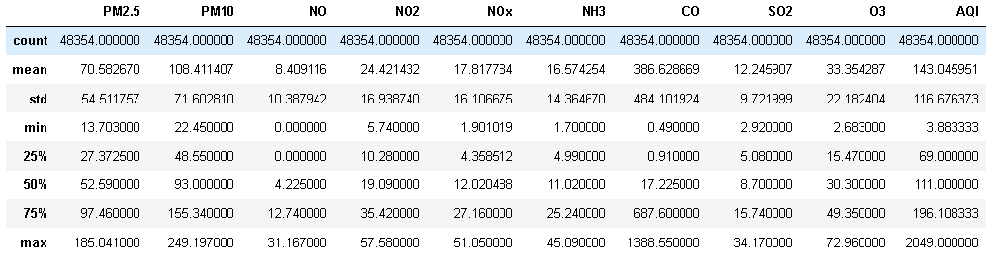 PM2.5 PM10 NO NO2 NOx NH3 CO SO2 O3 AQI
count 48354.000000 48354.000000 48354.000000 48354.000000 48354.000000 48354.000000 48354.000000 48354.000000 48354.000000 48354.000000
mean 70.582670 108.411407 8.409116 24.421432 17.817784 16.574254 386.628669 12.245907 33.354287 143.045951
std 54.511757 71.602810 10.387942 16.938740 16.106675 14.364670 484.101924 9.721999 22.182404 116.676373
min 13.703000 22.450000 0.000000 5.740000 1.901019 1.700000 0.490000 2.920000 2.683000 3.883333
25% 27.372500 48.550000 0.000000 10.280000 4.358512 4.990000 0.910000 5.080000 15.470000 69.000000
50% 52.590000 93.000000 4.225000 19.090000 12.020488 11.020000 17.225000 8.700000 30.300000 111.000000
75% 97.460000 155.340000 12.740000 35.420000 27.160000 25.240000 687.600000 15.740000 49.350000 196.108333
max 185.041000 249.197000 31.167000 57.580000 51.050000 45.090000 1388.550000 34.170000 72.960000 2049.000000